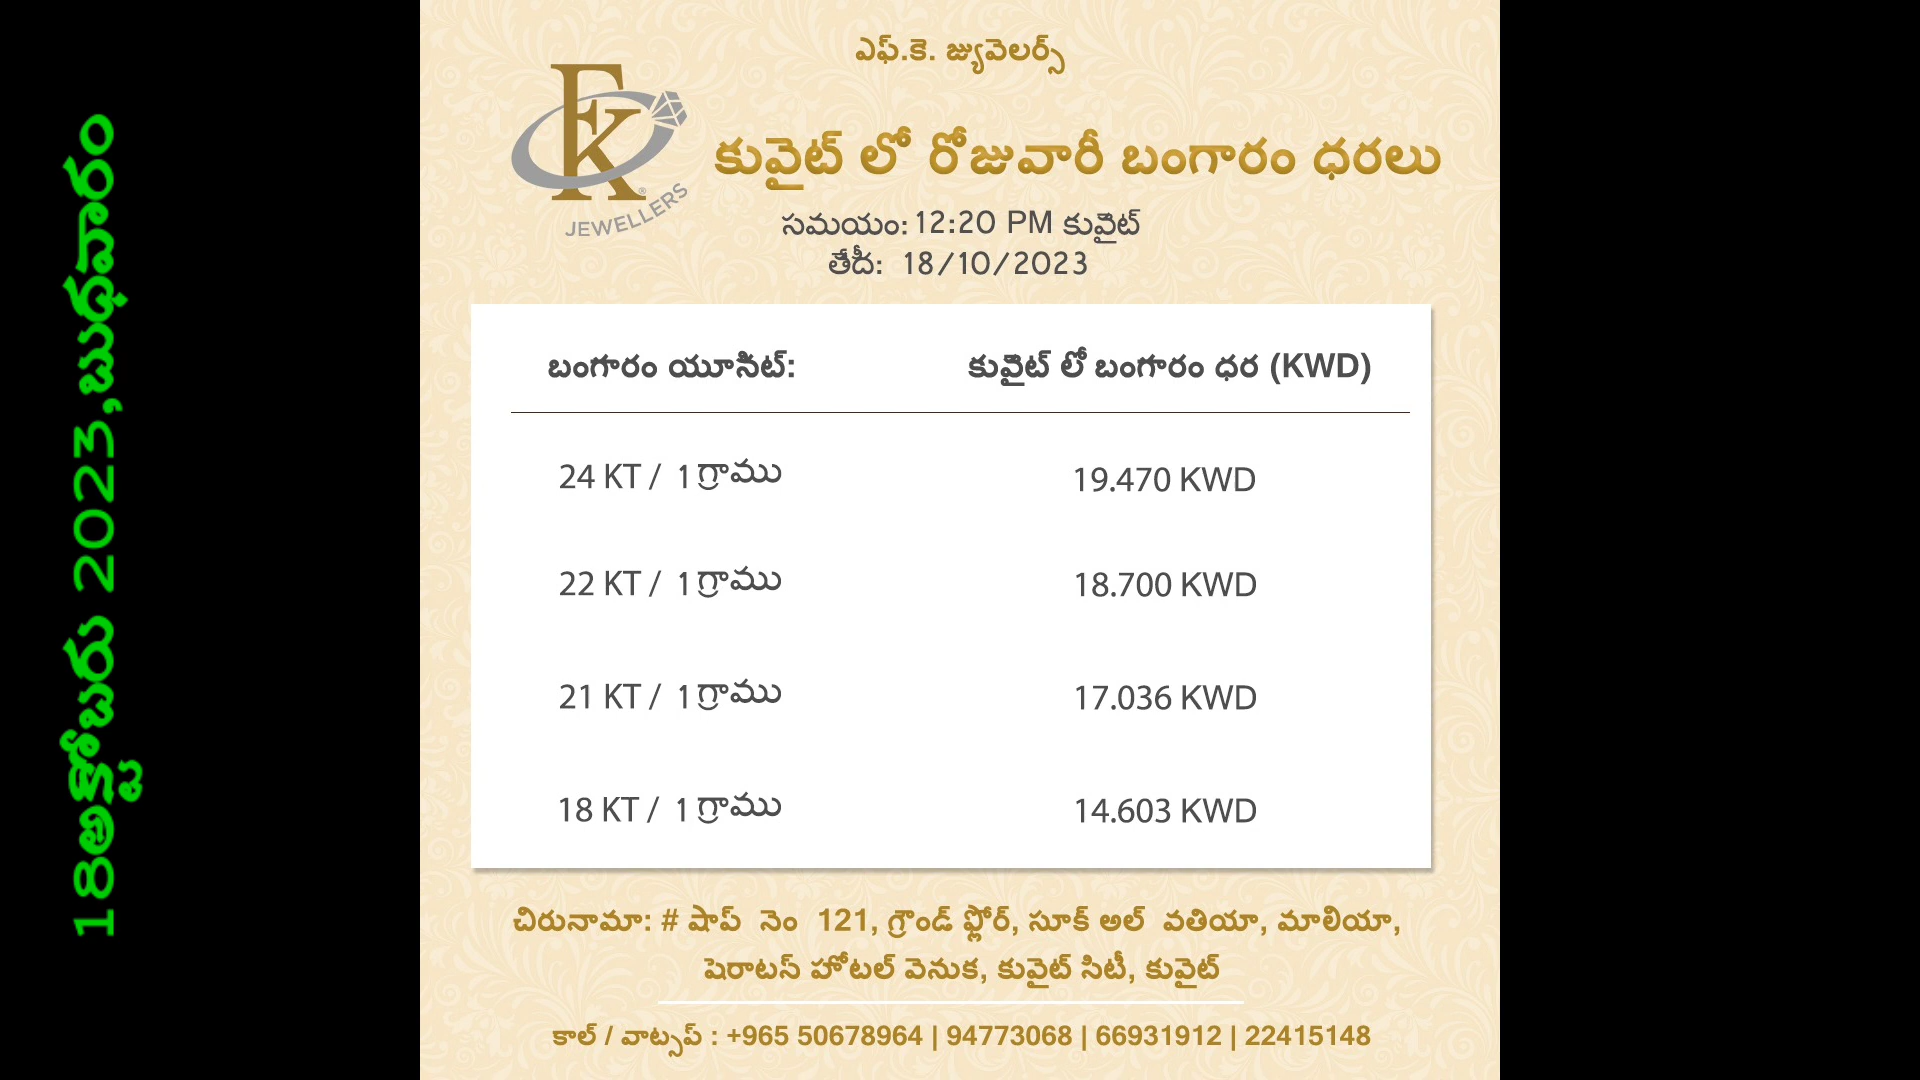 18అక్టోబరు 2023,బుధవారం
ఎఫ్.కె. జ్యువెలర్స్
FK
®
JEWELLERS
కువైట్ లో రోజువారీ బంగారం ధరలు
సమయం: 12:20 PM కువైట్
తేదీ: 18/10/2023
బంగారం యూనిట్: కువైట్ లో బంగారం ధర (KWD)
24 KT / 1 గ్రాము 19.470 KWD
22 KT / 1 గ్రాము 18.700 KWD
21 KT / 1 గ్రాము 17.036 KWD
18 KT / 1 గ్రాము 14.603 KWD
చిరునామా: # షాప్ నెం 121, గ్రౌండ్ ఫ్లోర్, సూక్ అల్ వతియా, మాలియా,
షెరాటన్ హోటల్ వెనుక, కువైట్ సిటీ, కువైట్
కాల్ / వాట్సప్ : +965 50678964 | 94773068 | 66931912 | 22415148